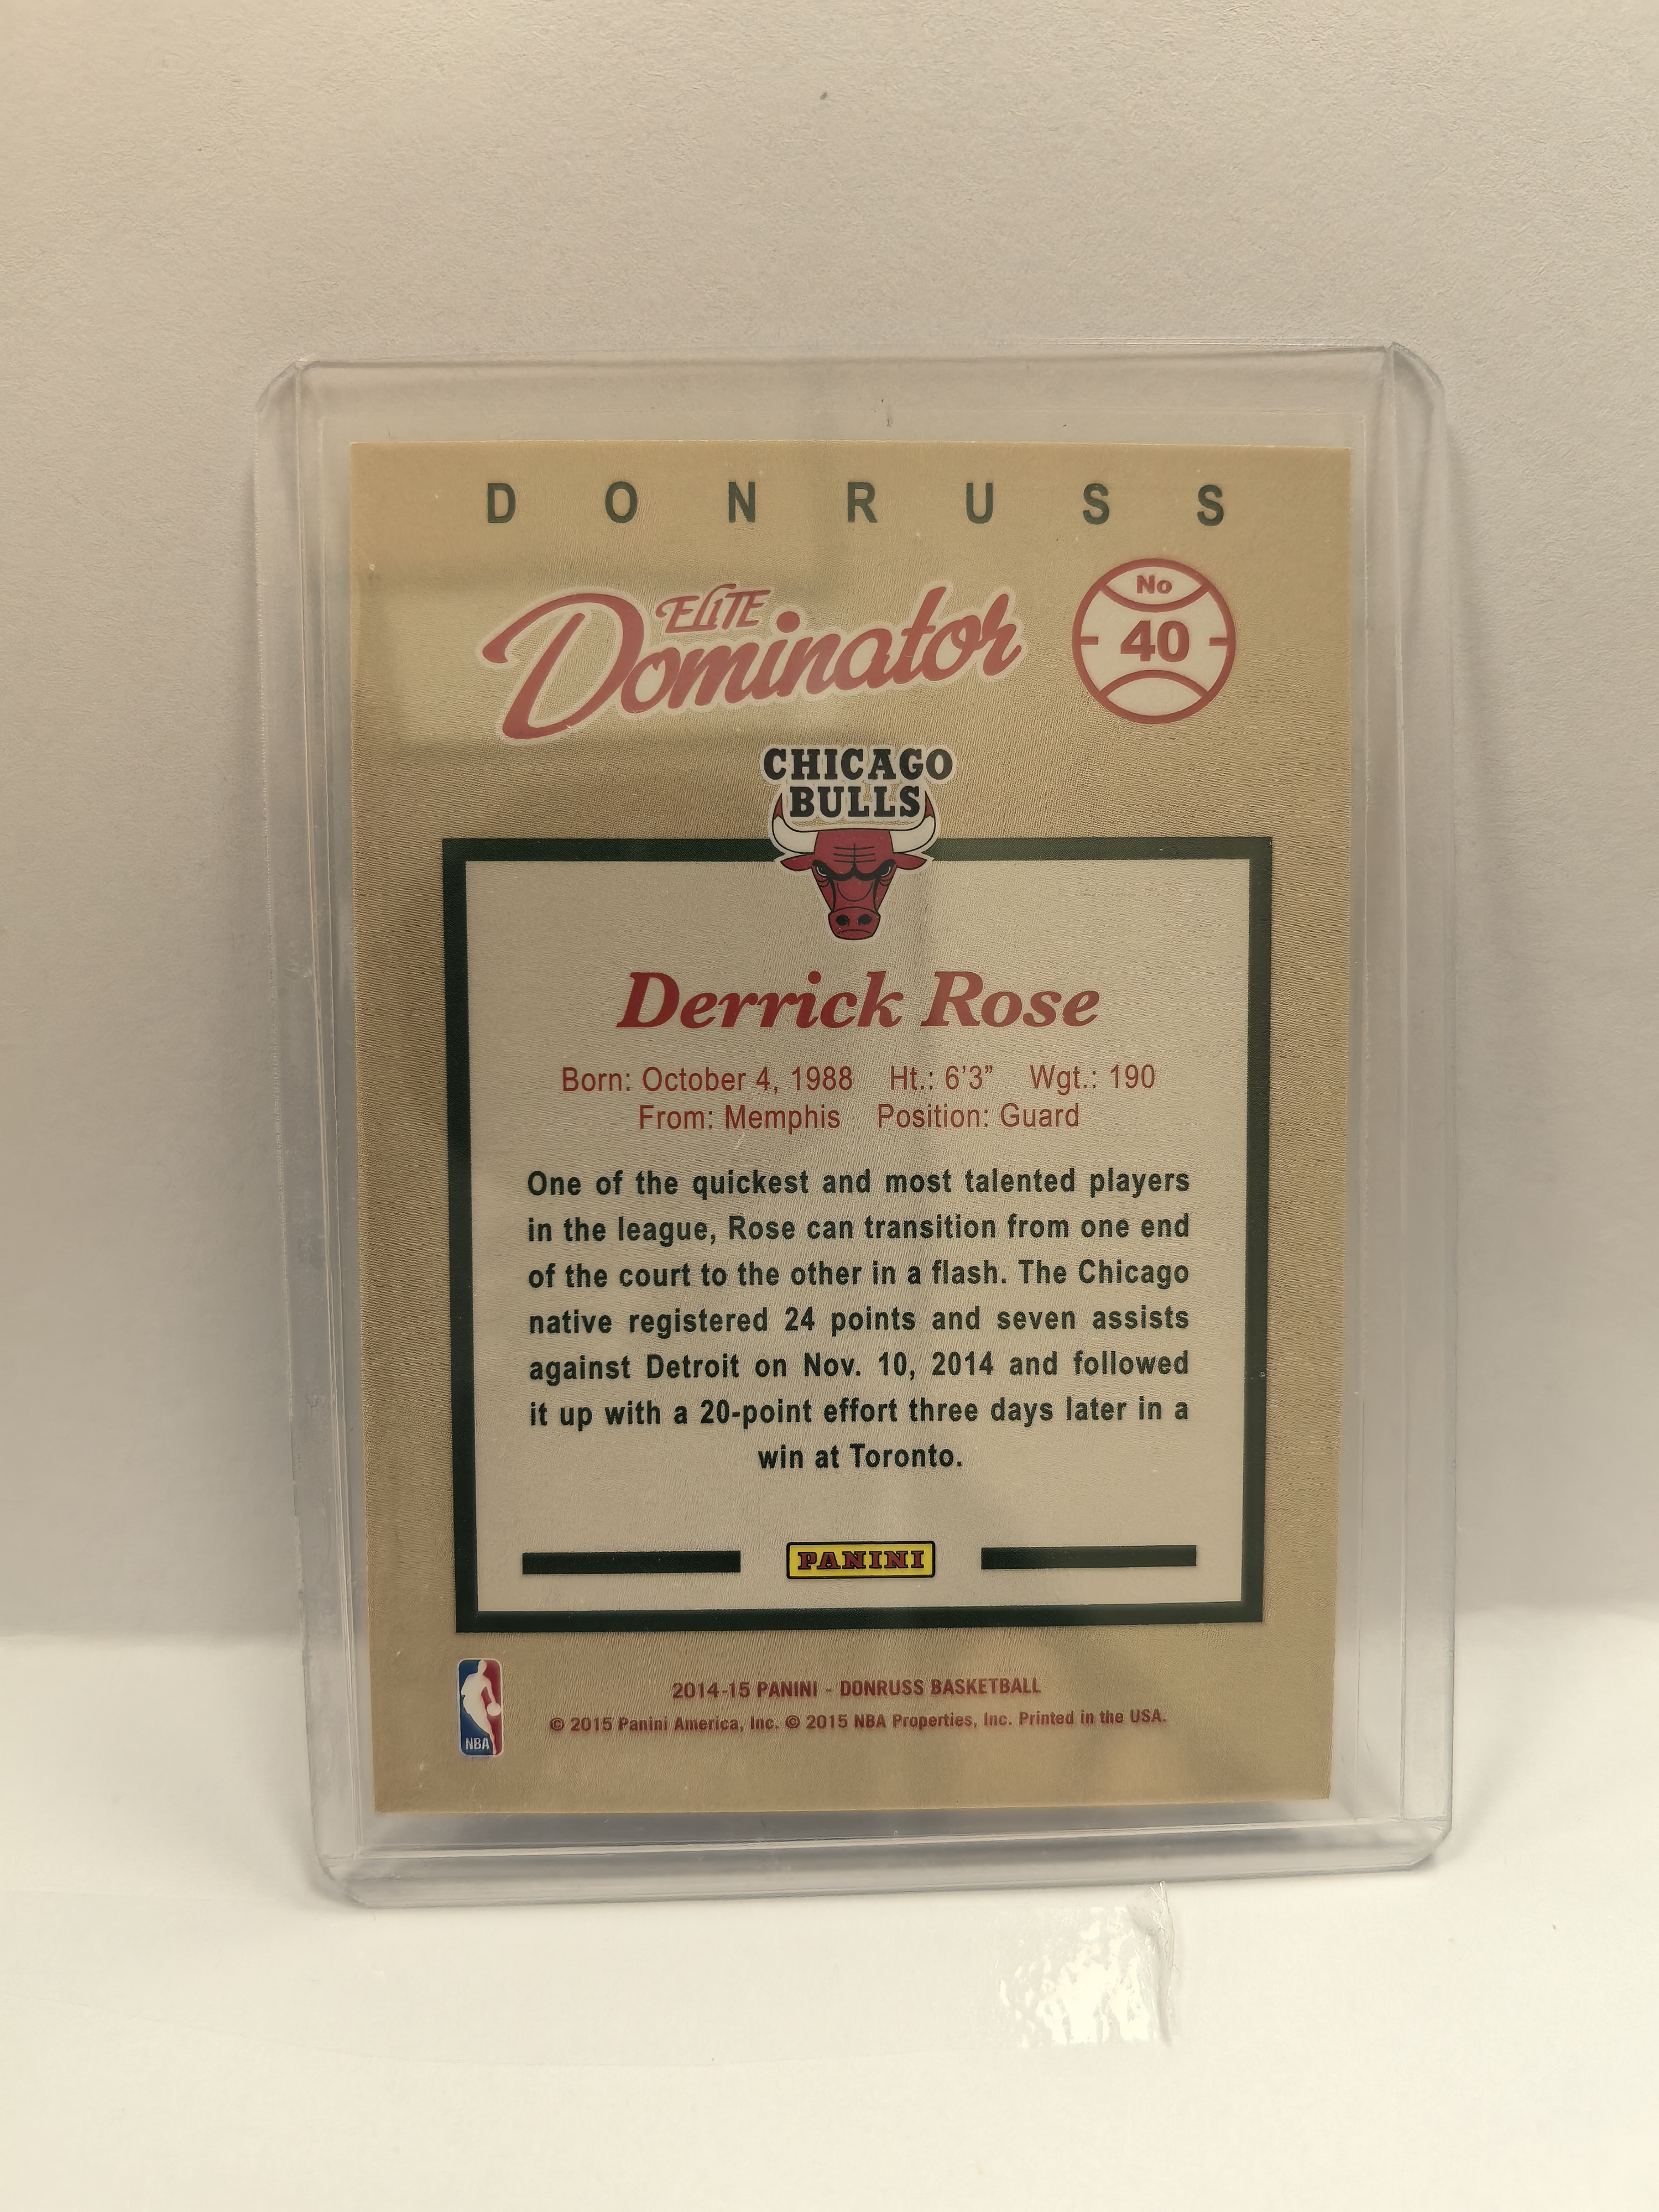 DONRUSS
ELITE
Dominator
No
40
CHICAGO
BULLS
Derrick Rose
Born: October 4, 1988 Ht.: 6'3” Wgt.: 190
From: Memphis Position: Guard
One of the quickest and most talented players
in the league, Rose can transition from one end
of the court to the other in a flash. The Chicago
native registered 24 points and seven assists
against Detroit on Nov. 10, 2014 and followed
it up with a 20-point effort three days later in a
win at Toronto.
PANINI
NBA
2014-15 PANINI - DONRUSS BASKETBALL
© 2015 Panini America, Inc. © 2015 NBA Properties, Inc. Printed in the USA.